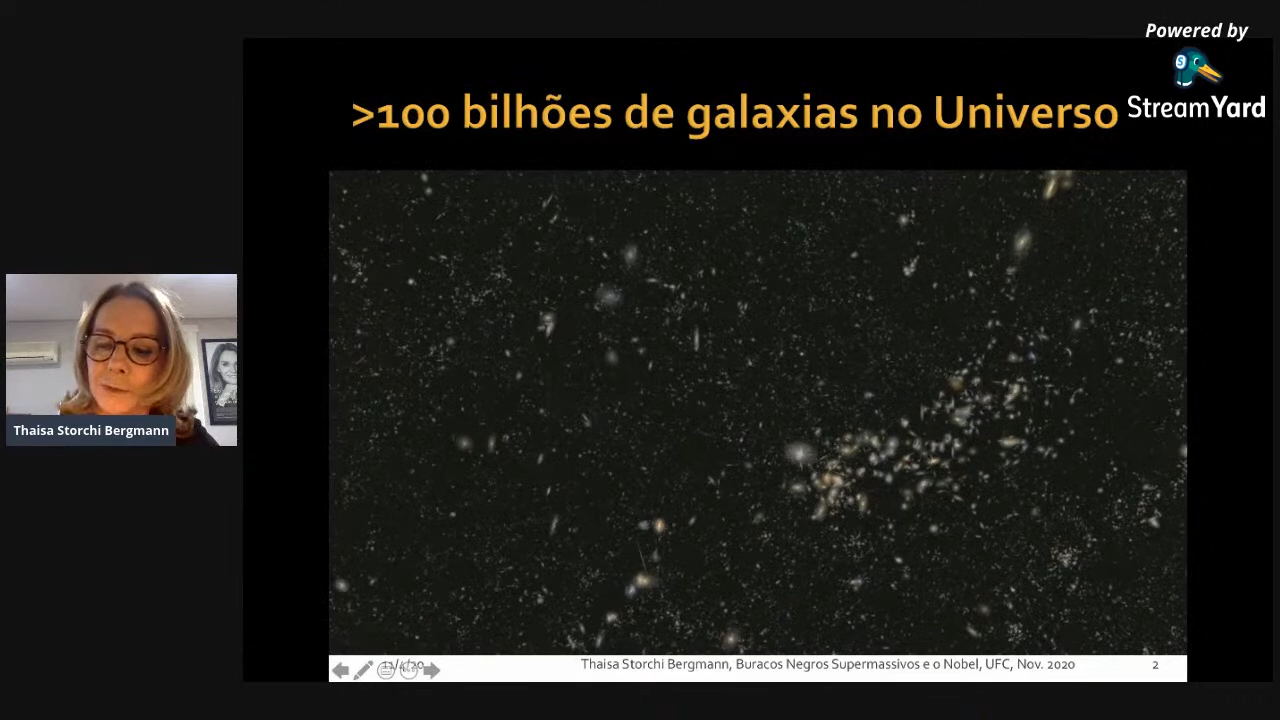 Powered by
StreamYard
>100 bilhões de galaxias no Universo
Thaisa Storchi Bergmann
Thaisa Storchi Bergmann, Buracos Negros Supermassivos e o Nobel, UFC, Nov. 2020
2